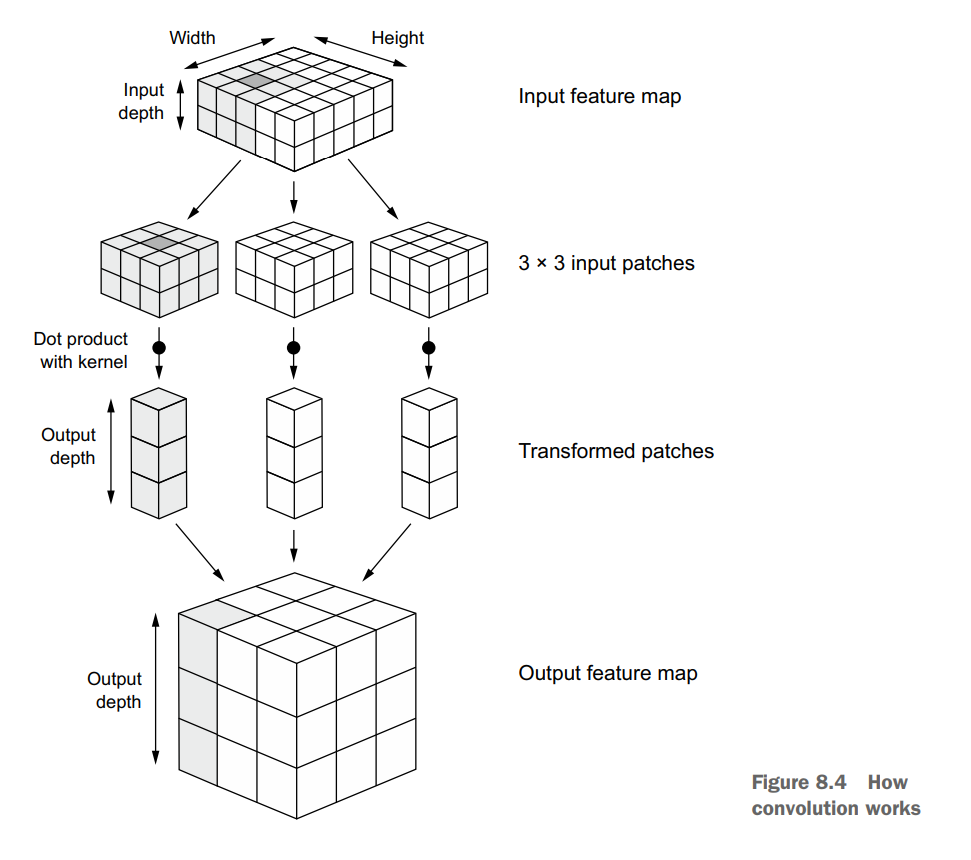 Width
Height
Input
depth
Input feature map
3 × 3 input patches
Dot product
with kernel
Output
depth
Transformed patches
Output
depth
Output feature map
Figure 8.4 How
convolution works